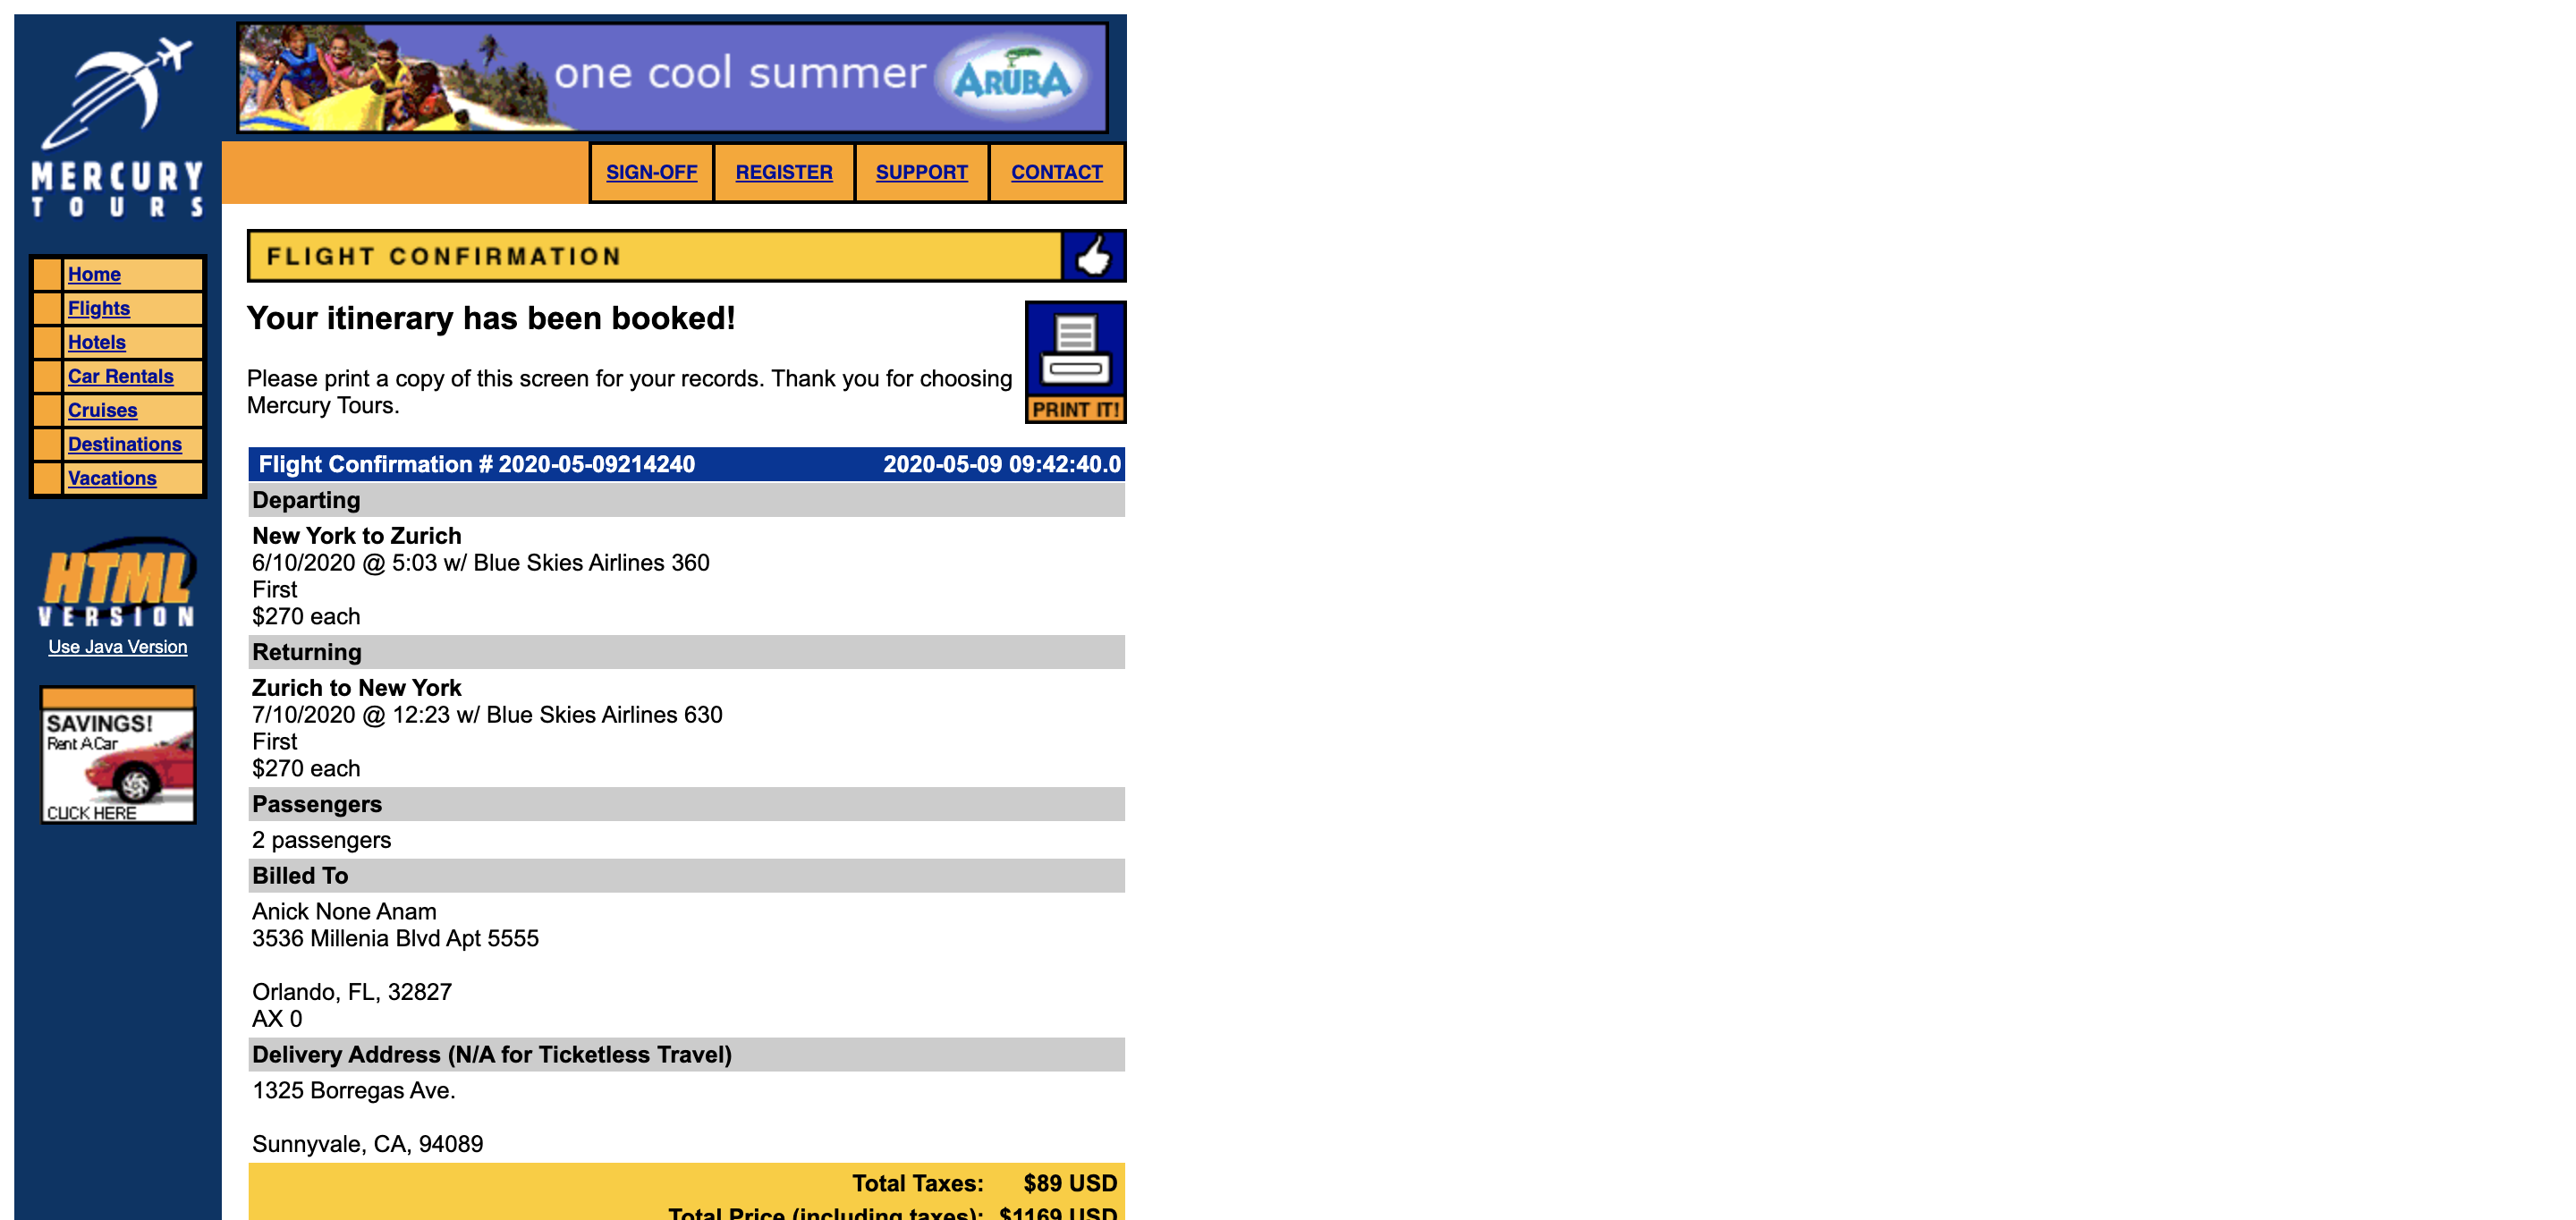 one cool summer ARUBA
MERCURY
TOURS
SIGN-OFF REGISTER SUPPORT CONTACT
Home
Flights
Hotels
Car Rentals
Cruises
Destinations
Vacations
HTML
VERSION
Use Java Version
SAVINGS!
Rent A Car
CLICK HERE
FLIGHT CONFIRMATION
Your itinerary has been booked!
Please print a copy of this screen for your records. Thank you for choosing
Mercury Tours.
PRINT IT!
Flight Confirmation # 2020-05-09214240 2020-05-09 09:42:40.0
Departing
New York to Zurich
6/10/2020 @ 5:03 w/ Blue Skies Airlines 360
First
$270 each
Returning
Zurich to New York
7/10/2020 @ 12:23 w/ Blue Skies Airlines 630
First
$270 each
Passengers
2 passengers
Billed To
Anick None Anam
3536 Millenia Blvd Apt 5555
Orlando, FL, 32827
AX 0
Delivery Address (N/A for Ticketless Travel)
1325 Borregas Ave.
Sunnyvale, CA, 94089
Total Taxes: $89 USD
Total Price (including taxes): $1169 USD